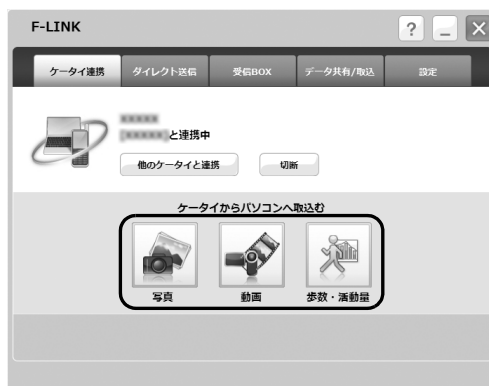 F-LINK
? _ ×
ケータイ連携 ダイレクト送信 受信BOX データ共有/取込 設定
と連携中
他のケータイと連携 切断
ケータイからパソコンへ取込む
写真 動画 歩数・活動量